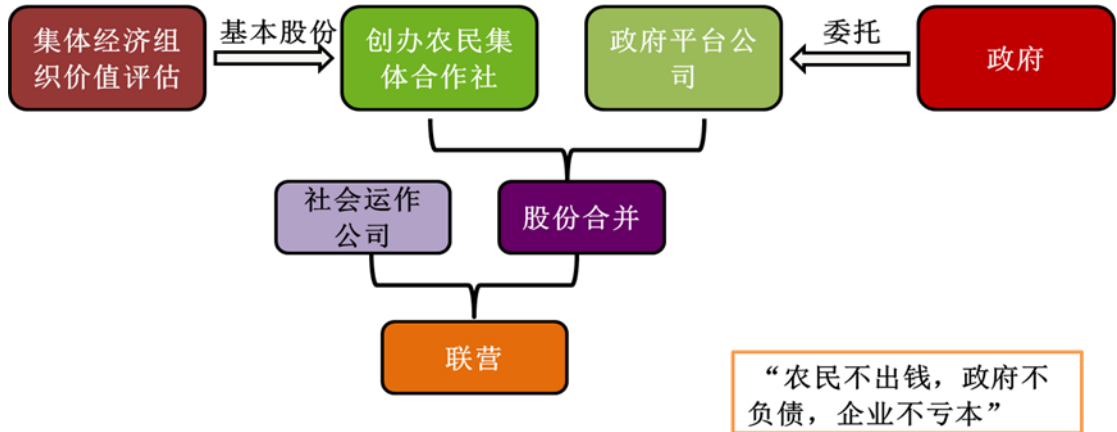 集体经济组
织价值评估
基本股份
创办农民集
体合作社
政府平台公
司
委托
政府
社会运作
公司
股份合并
联营
“农民不出钱，政府不
负债，企业不亏本”